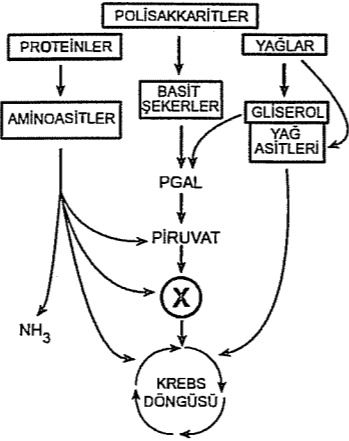 POLİSAKKARİTLER
PROTEİNLER
YAĞLAR
BASİT
ŞEKERLER
AMİNOASİTLER
GLİSEROL
YAĞ
ASİTLERİ
PGAL
PİRUVAT
X
NH3
KREBS
DÖNGÜSÜ